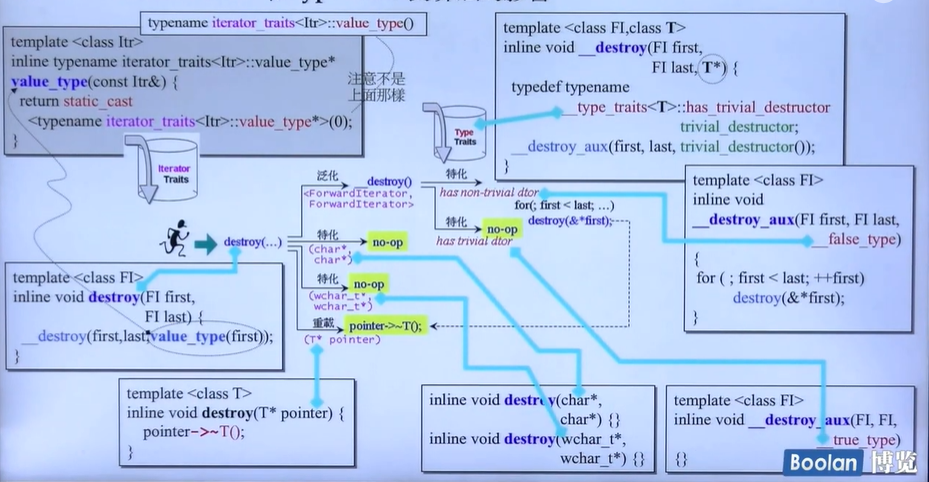 typename iterator_traits<Itr>::value_type()
template <class Itr>
inline typename iterator_traits<Itr>::value_type*
value_type(const Itr&) {
return static_cast
<typename iterator_traits<Itr>::value_type*>(0);
}
注意不是
上面那樣
Iterator
Traits
Type
Traits
template <class FI,class T>
inline void __destroy(FI first,
FI last, T*) {
typedef typename
__type_traits<T>::has_trivial_destructor
trivial_destructor;
__destroy_aux(first, last, trivial_destructor());
}
template <class FI>
inline void
__destroy_aux(FI first, FI last,
__false_type)
{
for ( ; first < last; ++first)
destroy(&*first);
}
destroy(...)
泛化
__destroy()
<ForwardIterator,
ForwardIterator>
特化
has non-trivial dtor
for(; first < last; ...)
destroy(&*first);
特化
no-op
has trivial dtor
特化
no-op
(char*,
char*)
特化
no-op
(wchar_t*,
wchar_t*)
重載
pointer->~T();
(T* pointer)
template <class FI>
inline void destroy(FI first,
FI last) {
__destroy(first,last,value_type(first));
}
template <class T>
inline void destroy(T* pointer) {
pointer->~T();
}
inline void destroy(char*,
char*) {}
inline void destroy(wchar_t*,
wchar_t*) {}
template <class FI>
inline void __destroy_aux(FI, FI,
__true_type)
{}
Boolan 博览